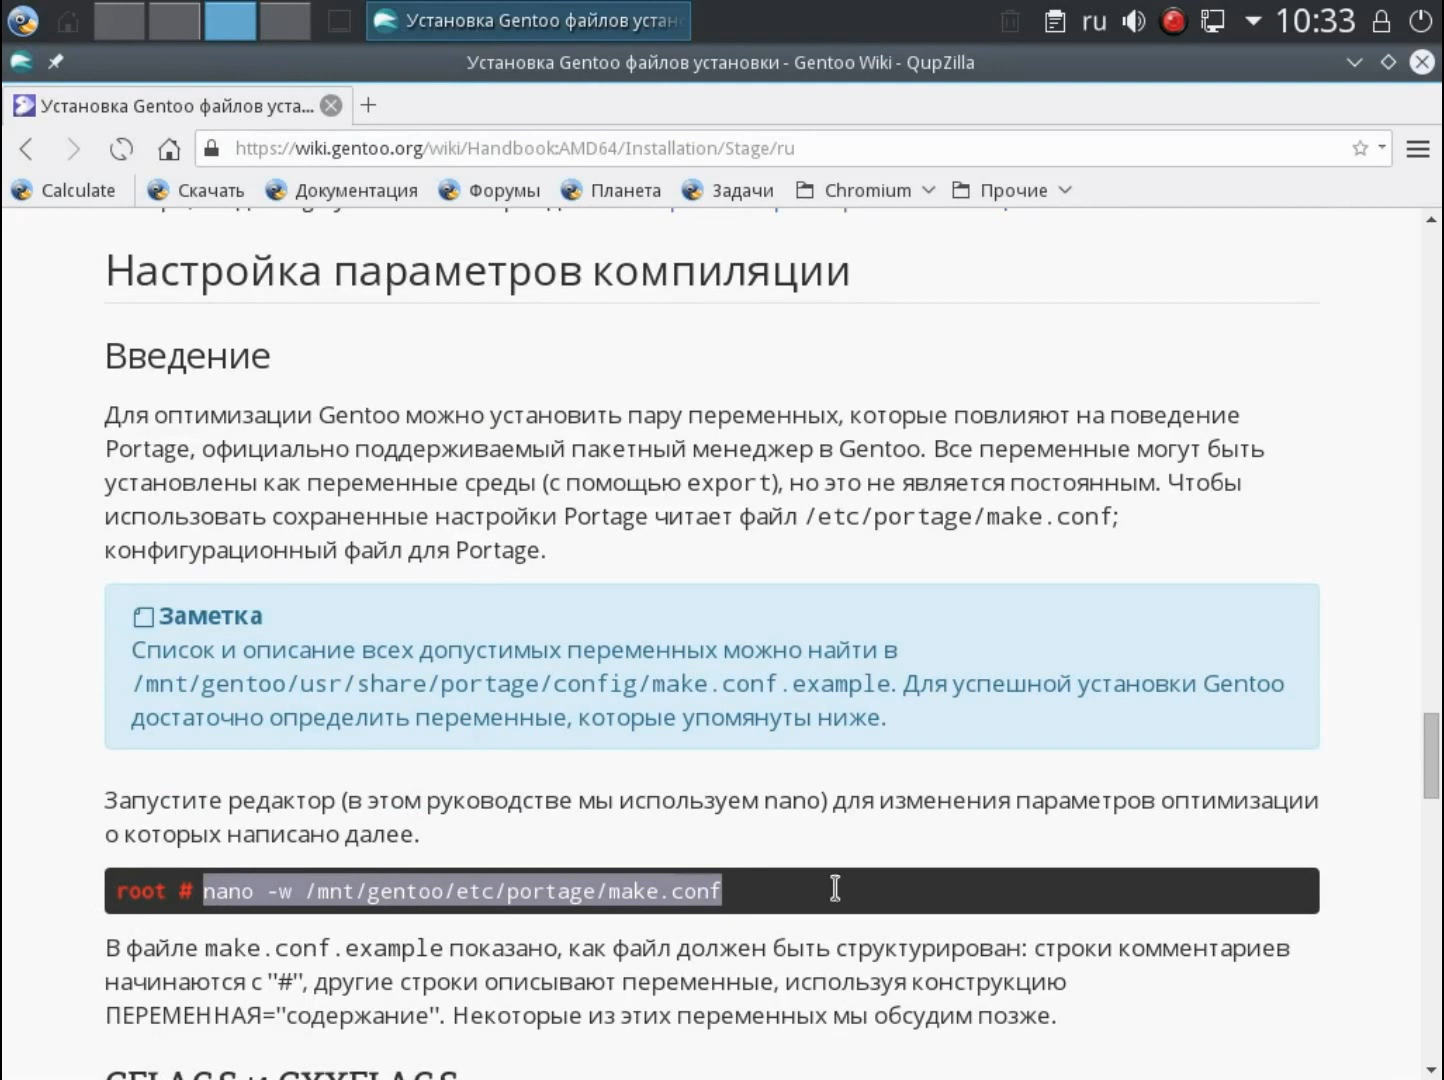 Установка Gentoo файлов устан
ru
10:33
Установка Gentoo файлов установки - Gentoo Wiki - QupZilla
Установка Gentoo файлов уста...
https://wiki.gentoo.org/wiki/Handbook:AMD64/Installation/Stage/ru
Calculate Скачать Документация Форумы Планета Задачи Chromium Прочие
Настройка параметров компиляции
Введение
Для оптимизации Gentoo можно установить пару переменных, которые повлияют на поведение
Portage, официально поддерживаемый пакетный менеджер в Gentoo. Все переменные могут быть
установлены как переменные среды (с помощью export), но это не является постоянным. Чтобы
использовать сохраненные настройки Portage читает файл /etc/portage/make.conf;
конфигурационный файл для Portage.
Заметка
Список и описание всех допустимых переменных можно найти в
/mnt/gentoo/usr/share/portage/config/make.conf.example. Для успешной установки Gentoo
достаточно определить переменные, которые упомянуты ниже.
Запустите редактор (в этом руководстве мы используем nano) для изменения параметров оптимизации
о которых написано далее.
root # nano -w /mnt/gentoo/etc/portage/make.conf
В файле make.conf.example показано, как файл должен быть структурирован: строки комментариев
начинаются с "#", другие строки описывают переменные, используя конструкцию
ПЕРЕМЕННАЯ="содержание". Некоторые из этих переменных мы обсудим позже.
CFLAGS и CXXFLAGS